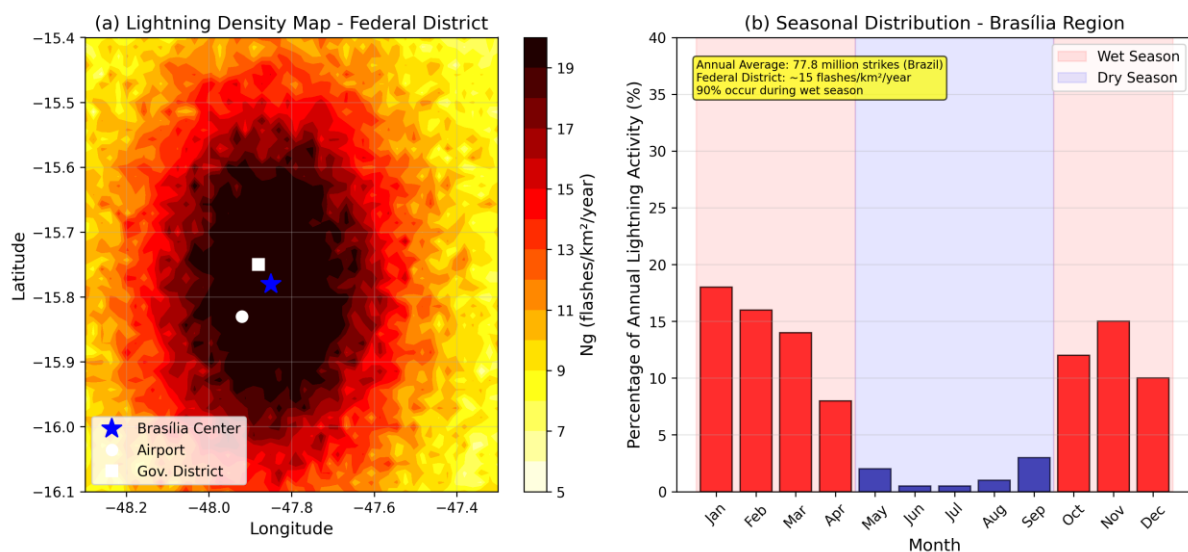 (a) Lightning Density Map - Federal District
−15.4
−15.5
−15.6
−15.7
−15.8
−15.9
−16.0
−16.1
Latitude
−48.2
−48.0
−47.8
−47.6
−47.4
Longitude
Brasília Center
Airport
Gov. District
19
17
15
13
11
9
7
5
Ng (flashes/km²/year)
(b) Seasonal Distribution - Brasília Region
40
35
30
25
20
15
10
5
0
Percentage of Annual Lightning Activity (%)
Annual Average: 77.8 million strikes (Brazil)
Federal District: ~15 flashes/km²/year
90% occur during wet season
Wet Season
Dry Season
Jan
Feb
Mar
Apr
May
Jun
Jul
Aug
Sep
Oct
Nov
Dec
Month